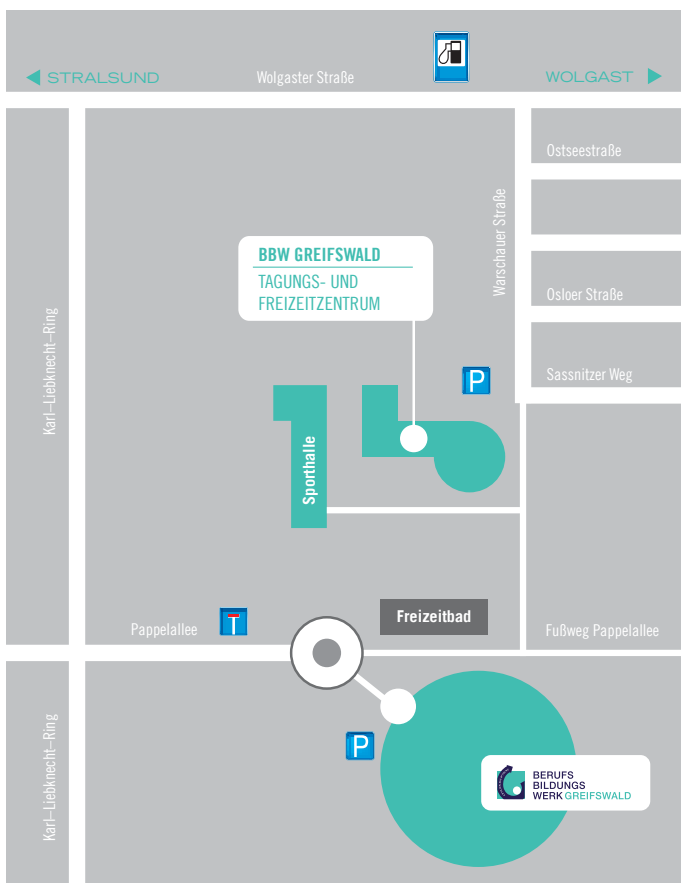 STRALSUND
Wolgaster Straße
WOLGAST
Ostseestraße
Warschauer Straße
BBW GREIFSWALD
TAGUNGS- UND
FREIZEITZENTRUM
Osloer Straße
Karl–Liebknecht–Ring
Sassnitzer Weg
P
Sporthalle
Freizeitbad
Pappelallee
Fußweg Pappelallee
P
Karl–Liebknecht–Ring
BERUFS
BILDUNGS
WERK GREIFSWALD